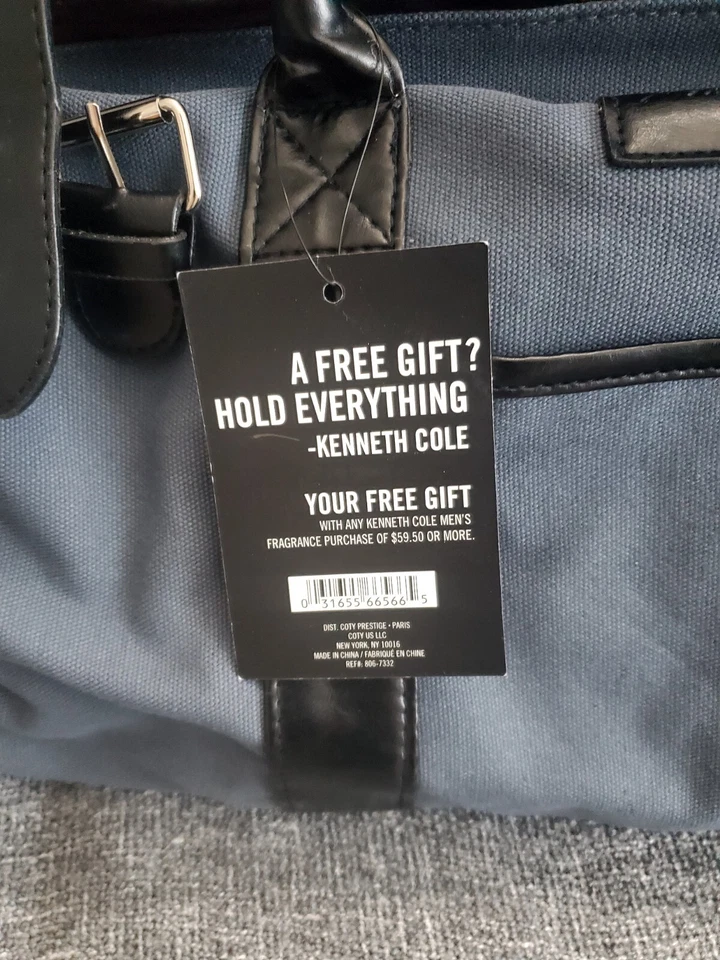 A FREE GIFT?
HOLD EVERYTHING
-KENNETH COLE
YOUR FREE GIFT
WITH ANY KENNETH COLE MEN'S
FRAGRANCE PURCHASE OF $59.50 OR MORE.
0 31655 66566 5
DIST. COTY PRESTIGE • PARIS
COTY US LLC
NEW YORK, NY 10016
MADE IN CHINA / FABRIQUÉ EN CHINE
REF#: 806-7332